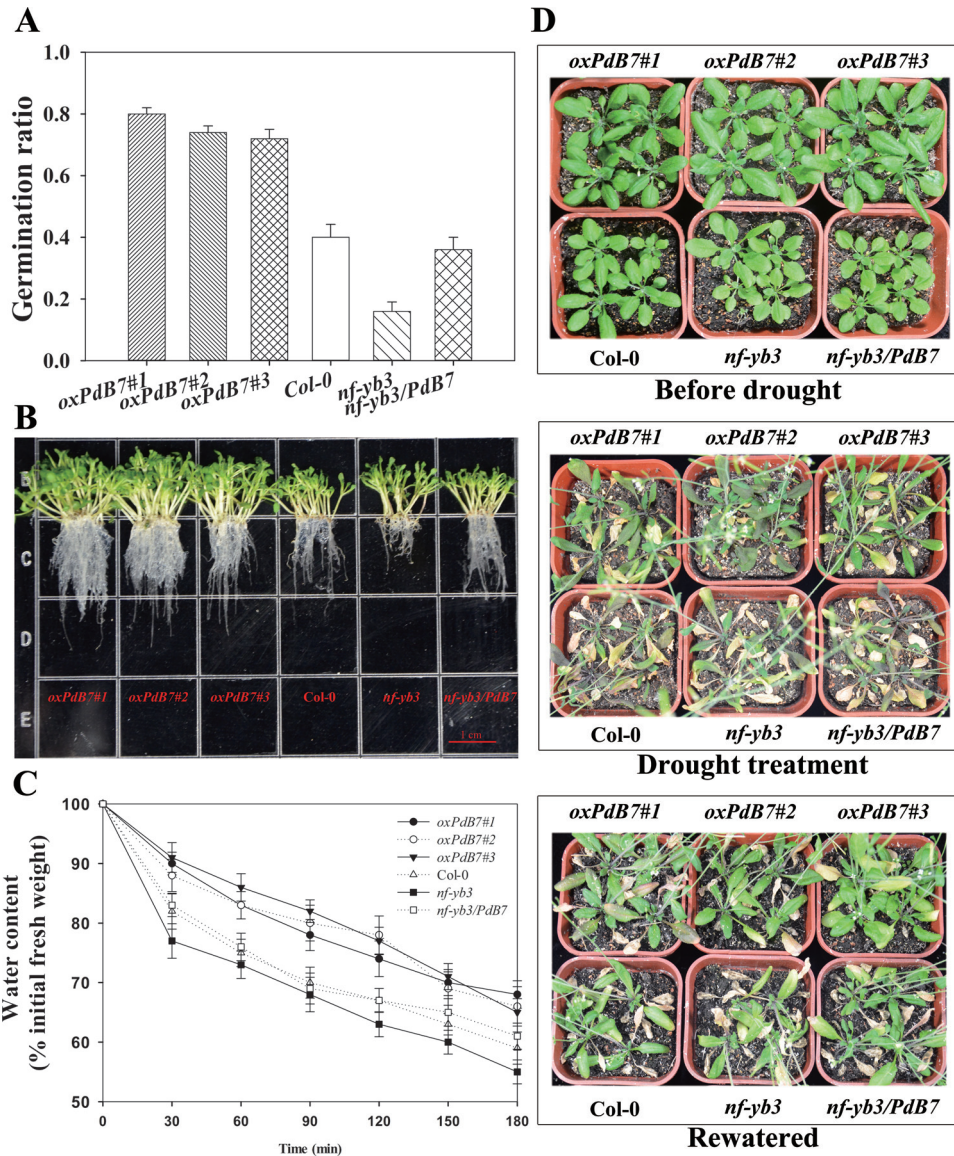 A
Germination ratio
1.0
0.8
0.6
0.4
0.2
0.0
oxPdB7#1
oxPdB7#2
oxPdB7#3
Col-0
nf-yb3
nf-yb3/PdB7
B
B
C
D
E
oxPdB7#1 oxPdB7#2 oxPdB7#3 Col-0 nf-yb3 nf-yb3/PdB7
1 cm
C
Water content
(% initial fresh weight)
100
90
80
70
60
50
oxPdB7#1
oxPdB7#2
oxPdB7#3
Col-0
nf-yb3
nf-yb3/PdB7
0 30 60 90 120 150 180
Time (min)
D
oxPdB7#1 oxPdB7#2 oxPdB7#3
Col-0 nf-yb3 nf-yb3/PdB7
Before drought
oxPdB7#1 oxPdB7#2 oxPdB7#3
Col-0 nf-yb3 nf-yb3/PdB7
Drought treatment
oxPdB7#1 oxPdB7#2 oxPdB7#3
Col-0 nf-yb3 nf-yb3/PdB7
Rewatered